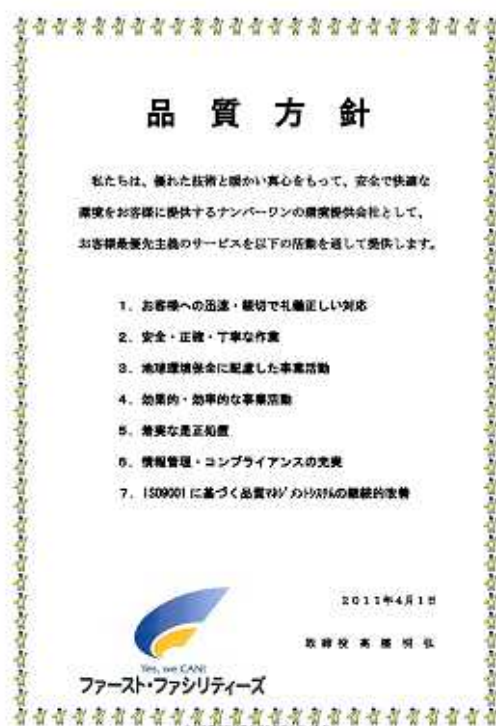 品質方針
私たちは、優れた技術と暖かい真心をもって、安全で快適な
環境をお客様に提供するナンバーワンの環境提供会社として、
お客様最優先主義のサービスを以下の活動を通して提供します。
1．お客様への迅速・親切で礼儀正しい対応
2．安全・正確・丁寧な作業
3．地球環境保全に配慮した事業活動
4．効果的・効率的な事業活動
5．着実な是正処置
6．情報管理・コンプライアンスの充実
7．ISO9001に基づく品質ﾏﾈｼﾞﾒﾝﾄｼｽﾃﾑの継続的改善
2011年4月1日
取締役 明弘
Yes, we CAN!
ファースト・ファシリティーズ